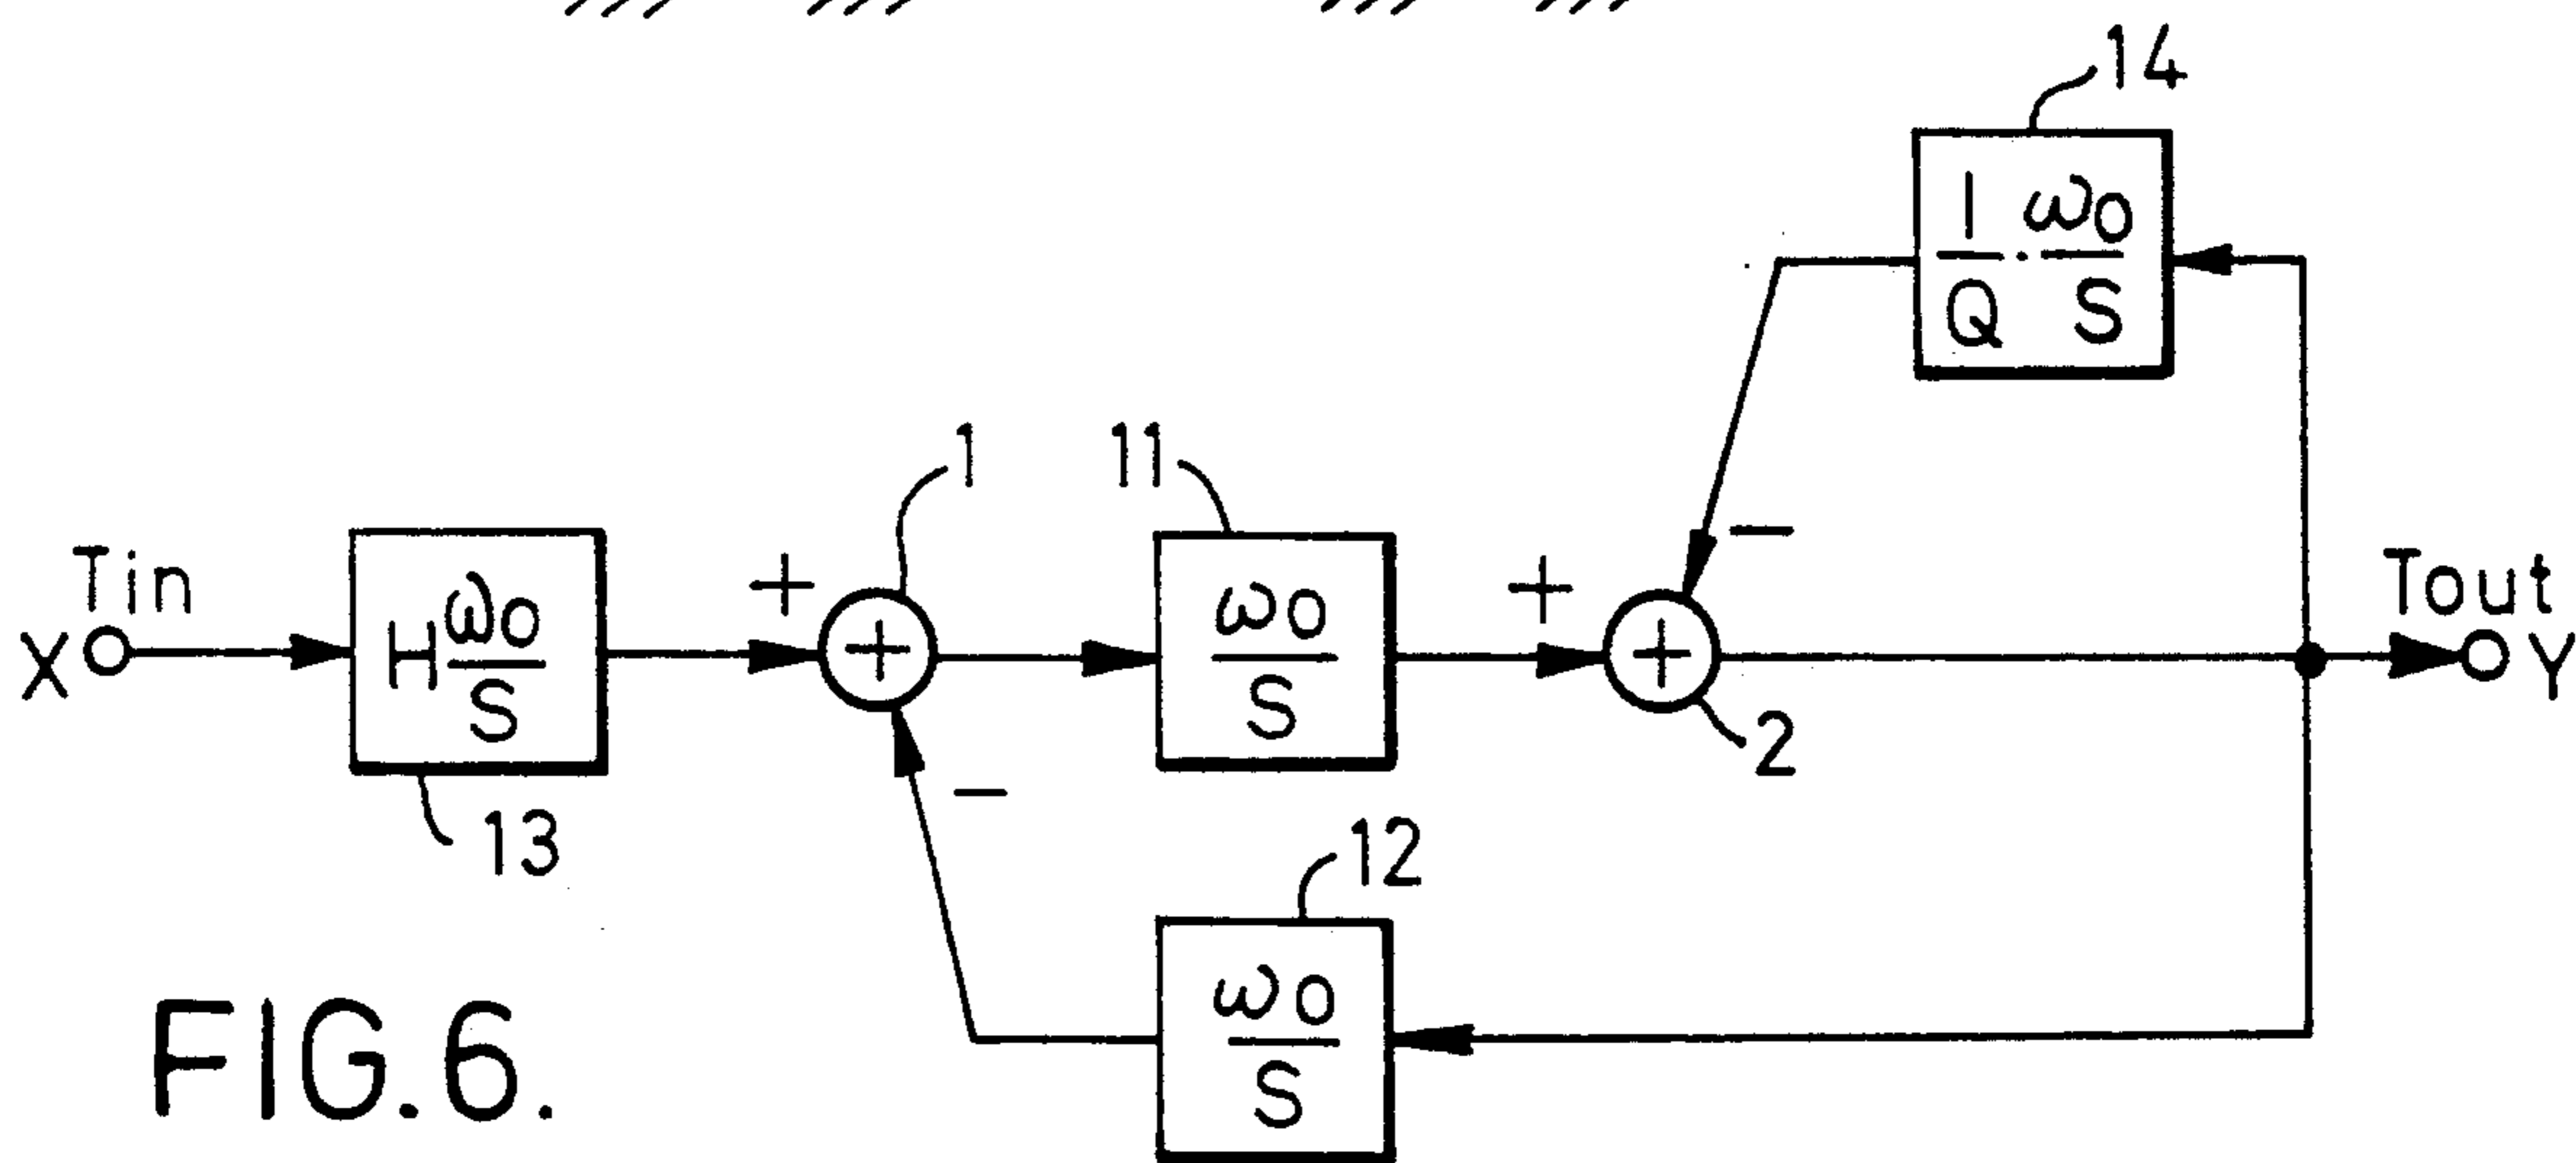 14
1/Q · ω0/S
1
11
Tin
X
H ω0/S
+
+
ω0/S
+
−
+
Tout
Y
13
−
2
12
ω0/S
FIG.6.